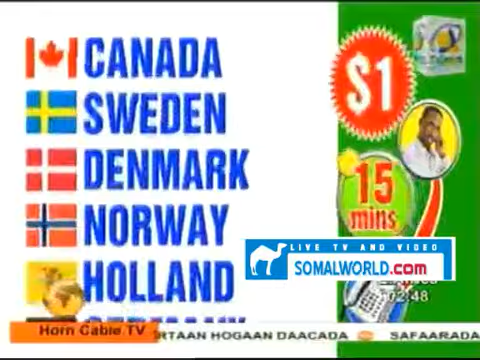 CANADA
SWEDEN
DENMARK
NORWAY
HOLLAND
$1
15
mins
LIVE TV AND VIDEO
SOMALWORLD.com
02:48
Horn Cable TV
RTAAN HOGAAN DAACADA
SAFAARADA